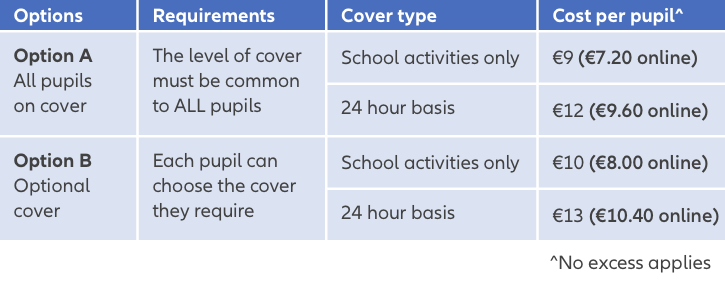 Options Requirements Cover type Cost per pupil^
Option A
All pupils
on cover
The level of cover
must be common
to ALL pupils
School activities only
€9 (€7.20 online)
24 hour basis
€12 (€9.60 online)
Option B
Optional
cover
Each pupil can
choose the cover
they require
School activities only
€10 (€8.00 online)
24 hour basis
€13 (€10.40 online)
^No excess applies